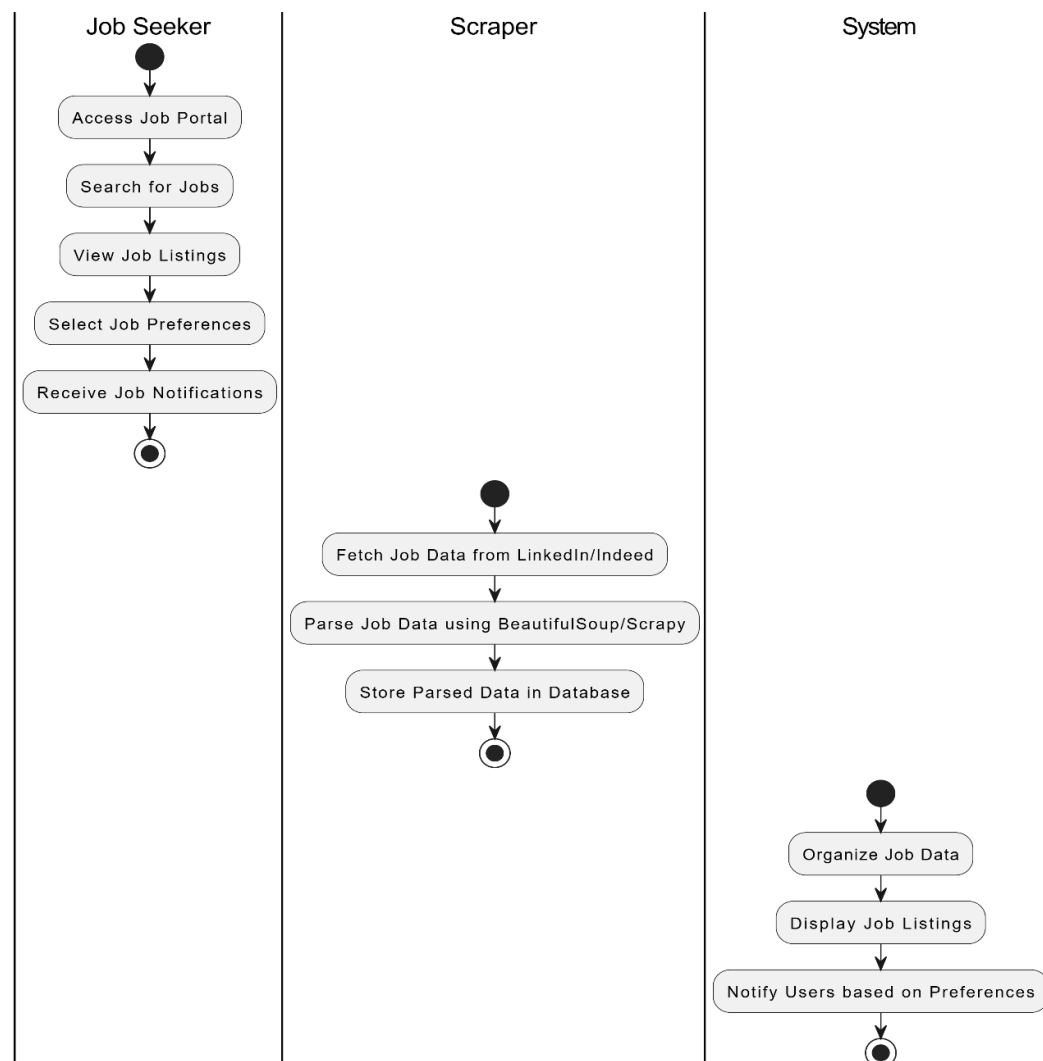 Job Seeker
Scraper
System
Access Job Portal
Search for Jobs
View Job Listings
Select Job Preferences
Receive Job Notifications
Fetch Job Data from LinkedIn/Indeed
Parse Job Data using BeautifulSoup/Scrapy
Store Parsed Data in Database
Organize Job Data
Display Job Listings
Notify Users based on Preferences